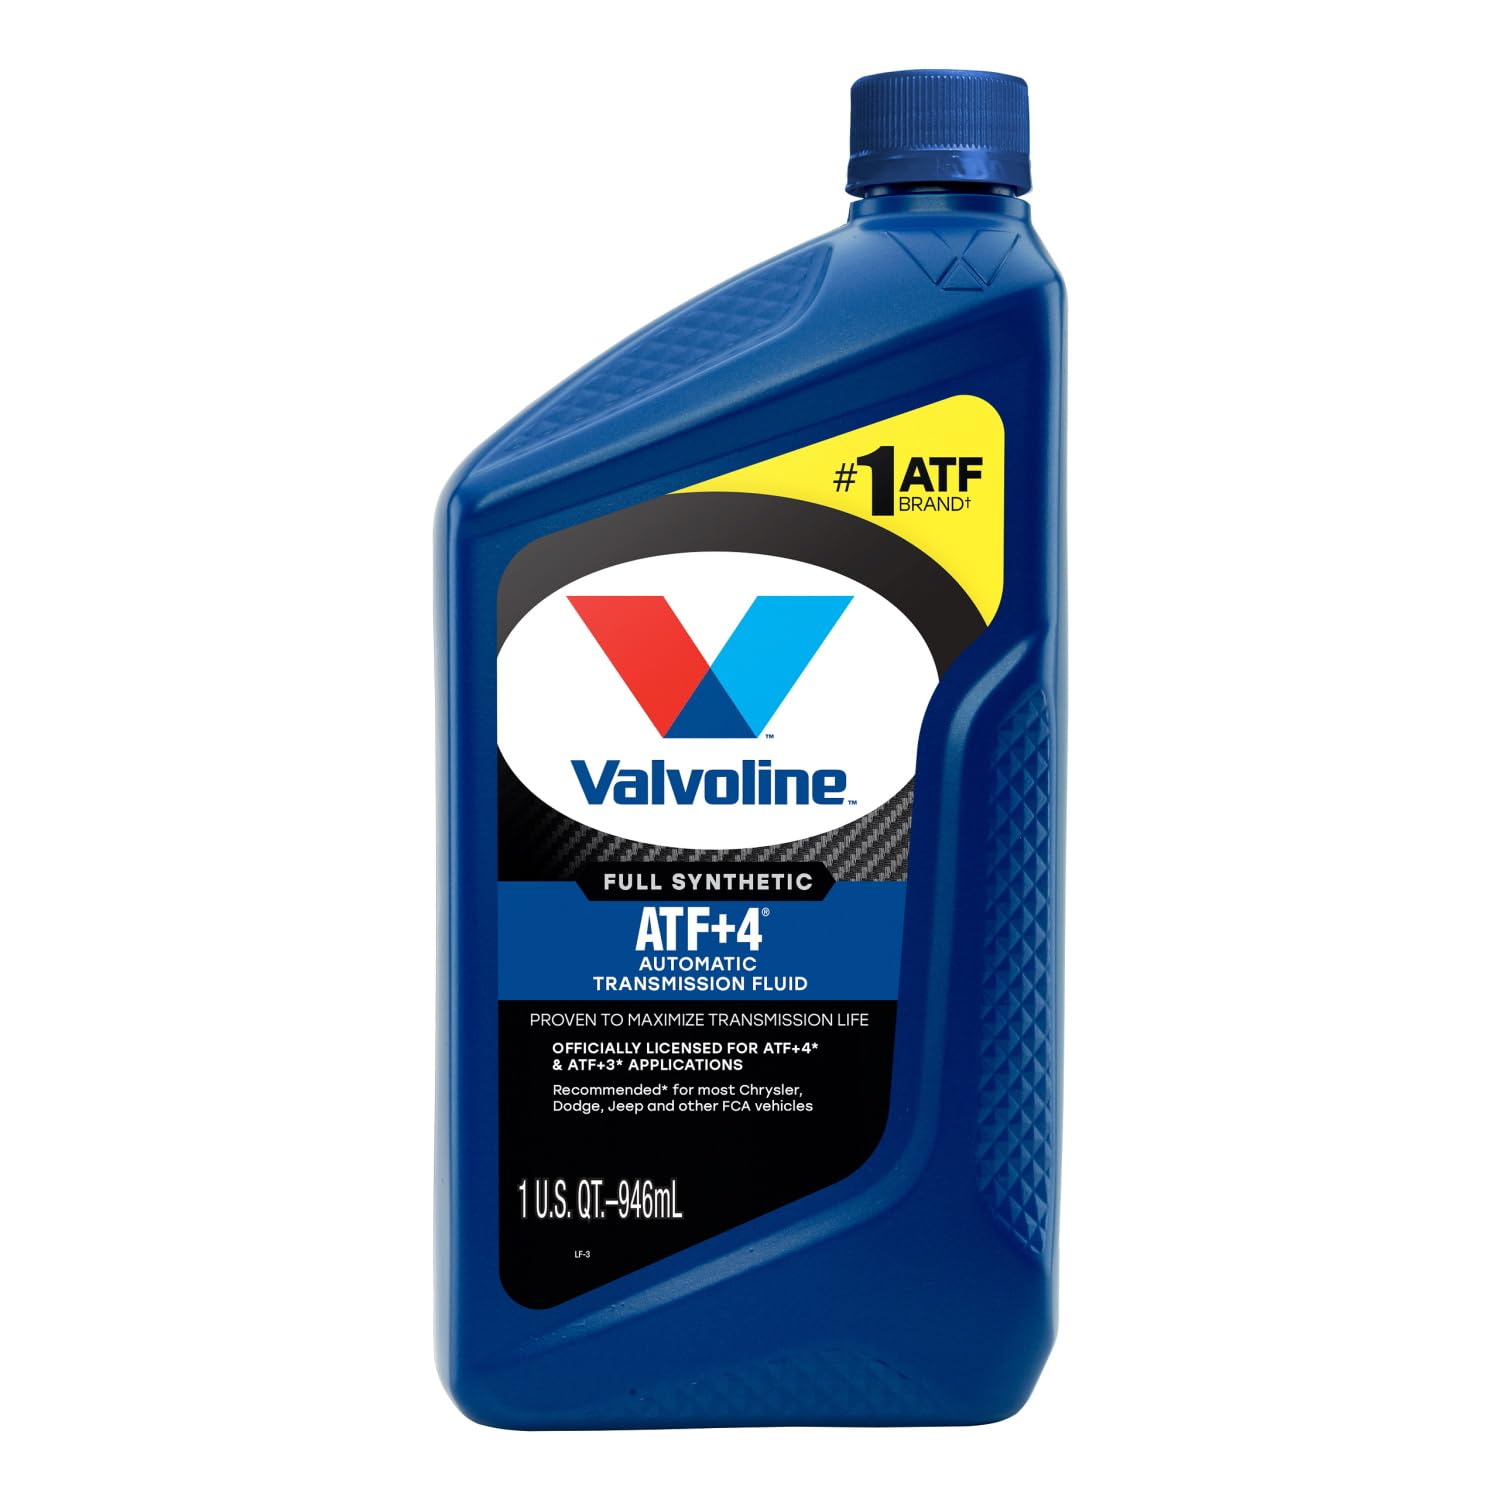 #1 ATF
BRAND†
Valvoline™
FULL SYNTHETIC
ATF+4®
AUTOMATIC
TRANSMISSION FLUID
PROVEN TO MAXIMIZE TRANSMISSION LIFE
OFFICIALLY LICENSED FOR ATF+4*
& ATF+3* APPLICATIONS
Recommended* for most Chrysler,
Dodge, Jeep and other FCA vehicles
1 U.S. QT.–946mL
LF-3